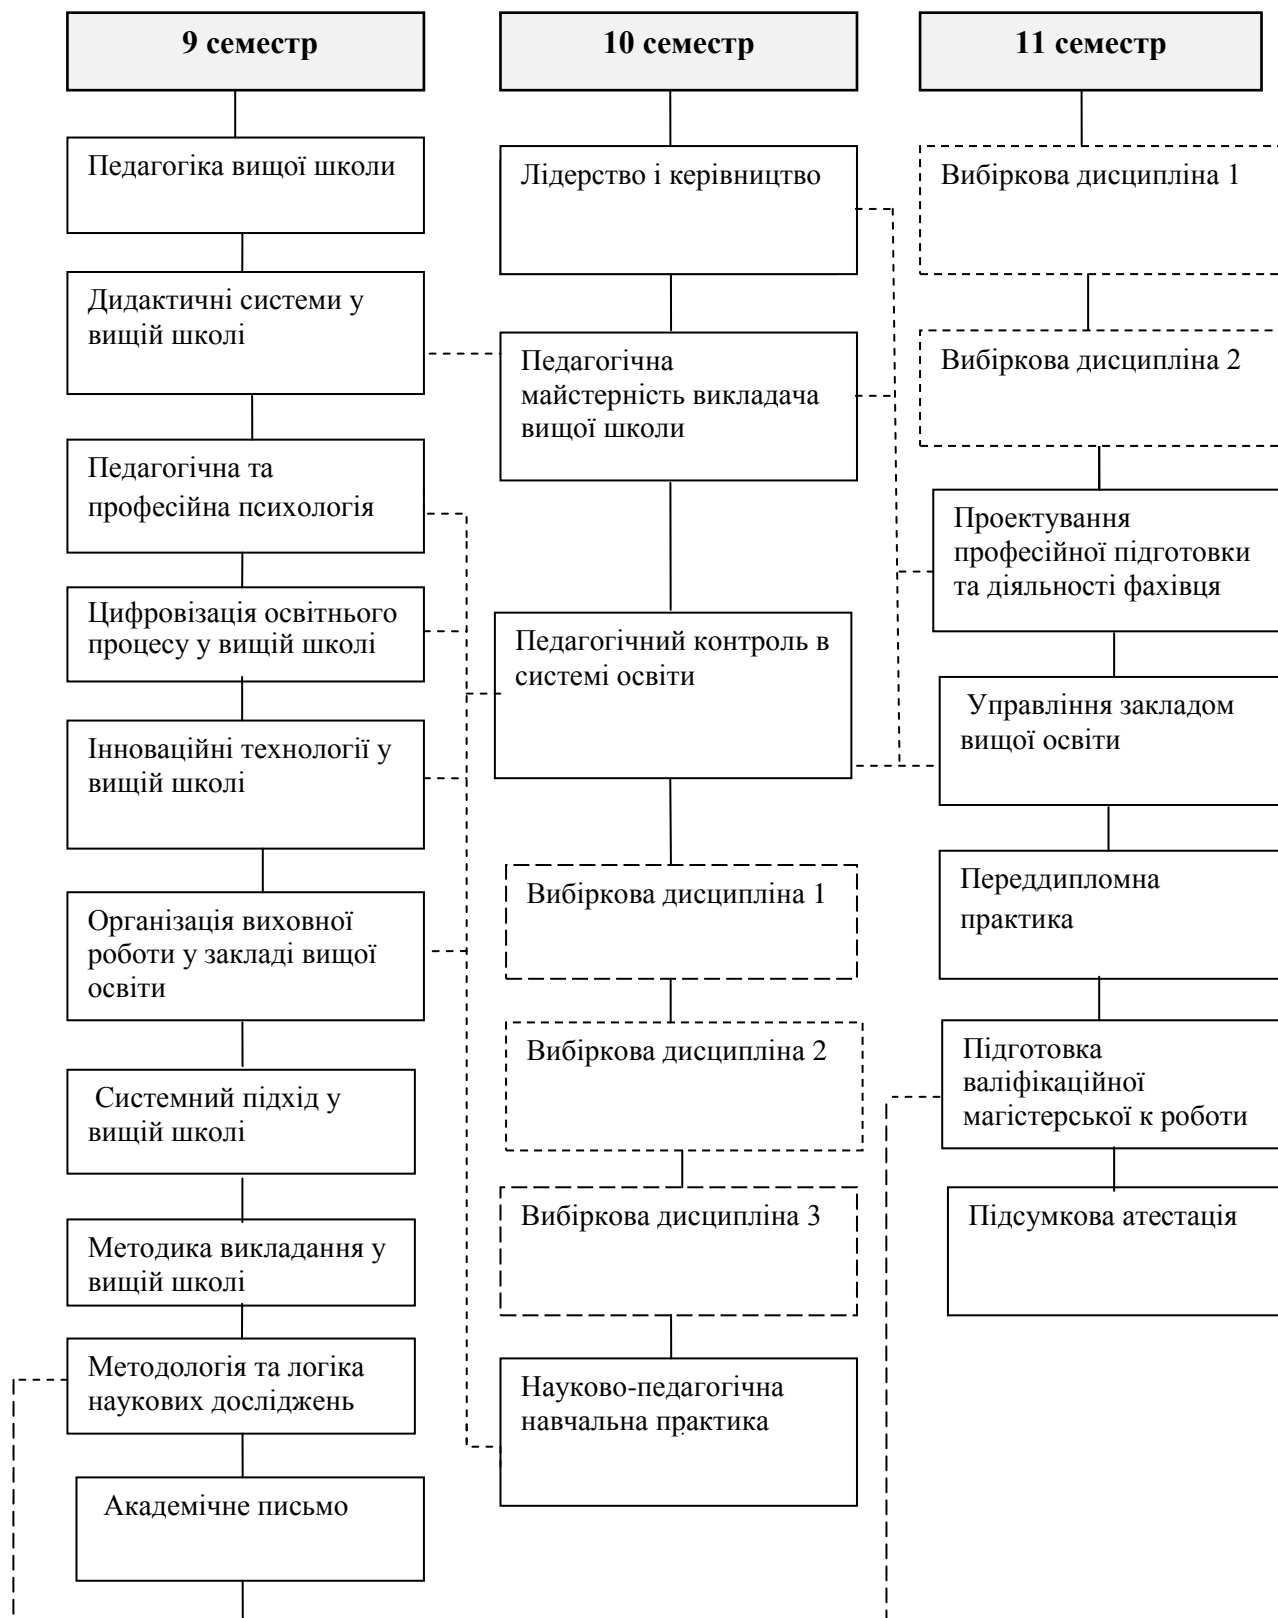 9 семестр
Педагогіка вищої школи
Дидактичні системи у
вищій школі
Педагогічна та
професійна психологія
Цифровізація освітнього
процесу у вищій школі
Інноваційні технології у
вищій школі
Організація виховної
роботи у закладі вищої
освіти
Системний підхід у
вищій школі
Методика викладання у
вищій школі
Методологія та логіка
наукових досліджень
Академічне письмо
10 семестр
Лідерство і керівництво
Педагогічна
майстерність викладача
вищої школи
Педагогічний контроль в
системі освіти
Вибіркова дисципліна 1
Вибіркова дисципліна 2
Вибіркова дисципліна 3
Науково-педагогічна
навчальна практика
11 семестр
Вибіркова дисципліна 1
Вибіркова дисципліна 2
Проектування
професійної підготовки
та діяльності фахівця
Управління закладом
вищої освіти
Переддипломна
практика
Підготовка
валіфікаційної
магістерської к роботи
Підсумкова атестація